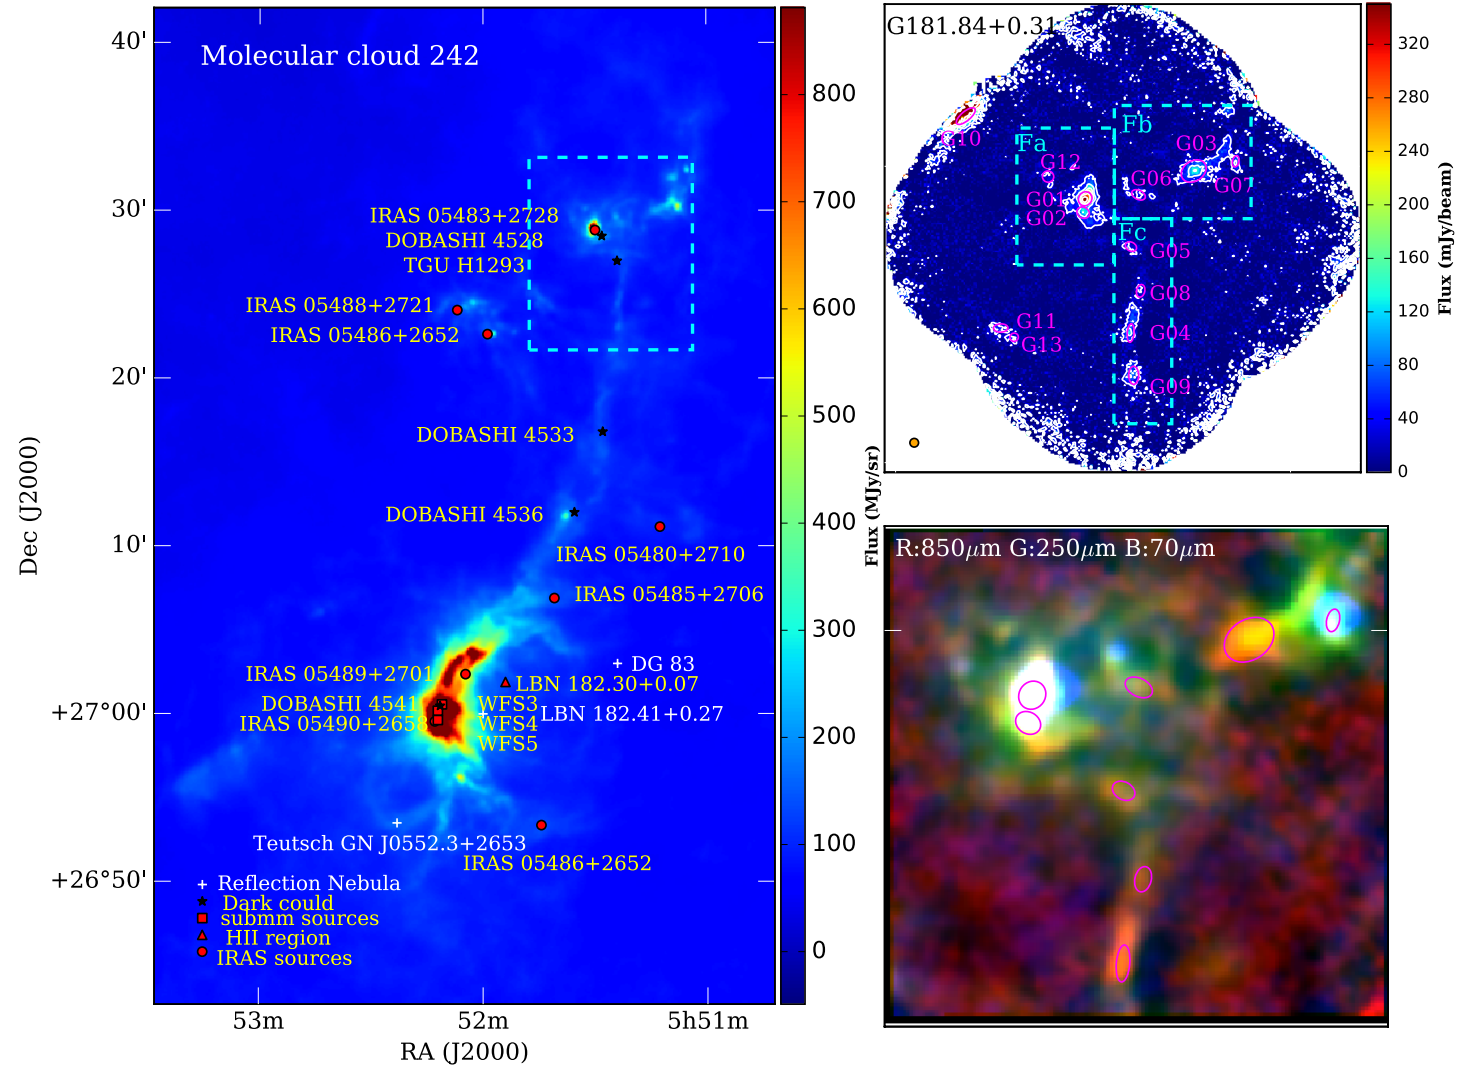 Molecular cloud 242
40'
30'
20'
10'
+27°00'
+26°50'
Dec (J2000)
53m
52m
5h51m
RA (J2000)
IRAS 05483+2728
DOBASHI 4528
TGU H1293
IRAS 05488+2721
IRAS 05486+2652
DOBASHI 4533
DOBASHI 4536
IRAS 05480+2710
IRAS 05485+2706
DG 83
IRAS 05489+2701
LBN 182.30+0.07
DOBASHI 4541
WFS3
LBN 182.41+0.27
IRAS 05490+2658
WFS4
WFS5
Teutsch GN J0552.3+2653
IRAS 05486+2652
Reflection Nebula
Dark could
submm sources
HII region
IRAS sources
800
700
600
500
400
300
200
100
0
Flux (MJy/sr)
G181.84+0.31
G10
Fa
Fb
G12
G03
G06
G07
G01
G02
Fc
G05
G08
G11
G04
G13
G09
320
280
240
200
160
120
80
40
0
Flux (mJy/beam)
R:850μm G:250μm B:70μm